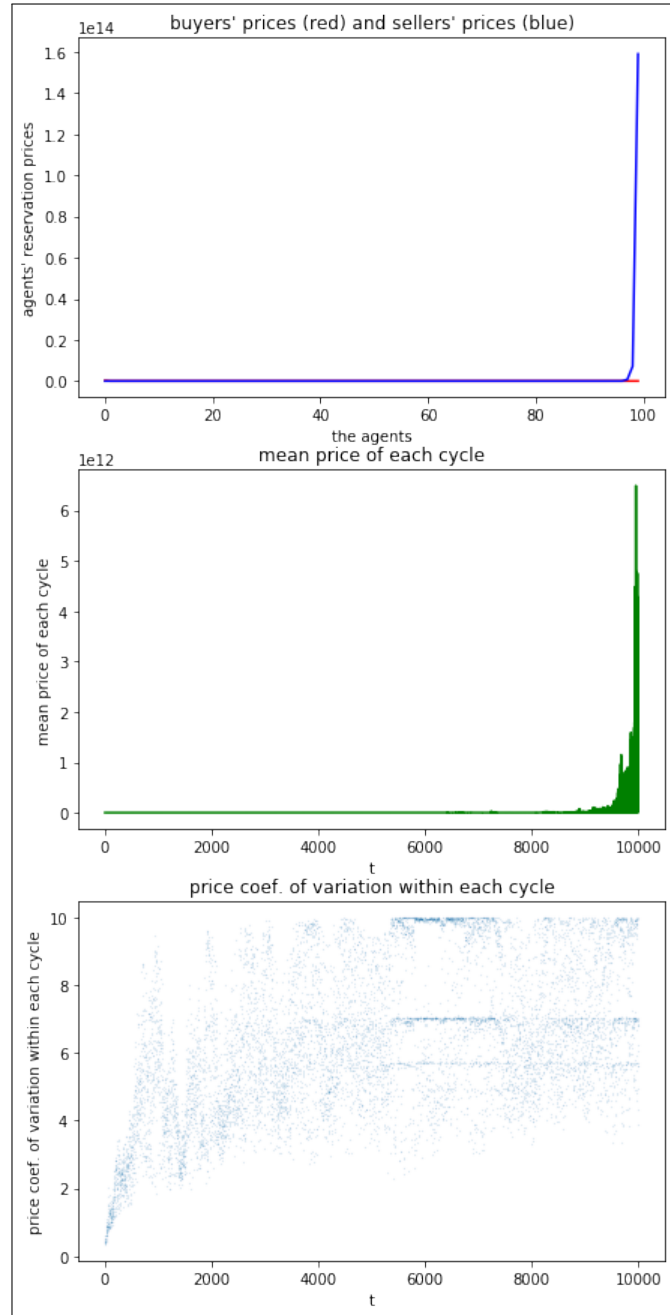 buyers' prices (red) and sellers' prices (blue)
1e14
1.6
1.4
1.2
1.0
0.8
0.6
0.4
0.2
0.0
agents' reservation prices
0 20 40 60 80 100
the agents
mean price of each cycle
1e12
6
5
4
3
2
1
0
mean price of each cycle
0 2000 4000 6000 8000 10000
t
price coef. of variation within each cycle
10
8
6
4
2
0
price coef. of variation within each cycle
0 2000 4000 6000 8000 10000
t